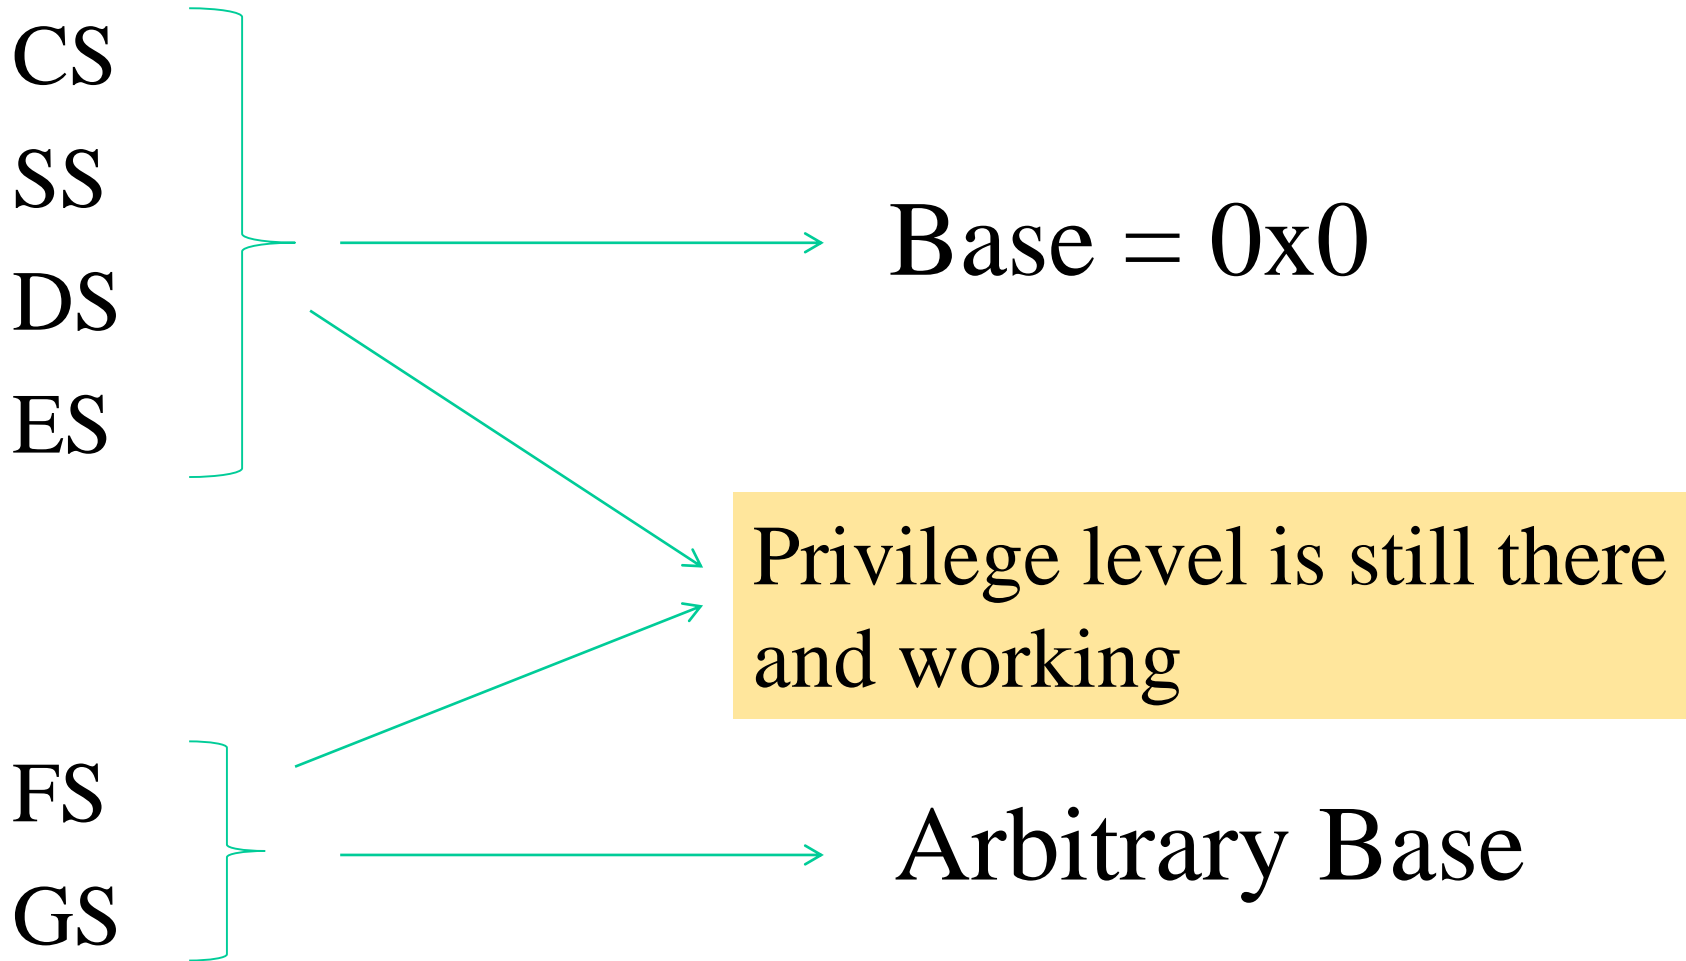 CS
SS
DS
ES
Base = 0x0
Privilege level is still there
and working
FS
GS
Arbitrary Base